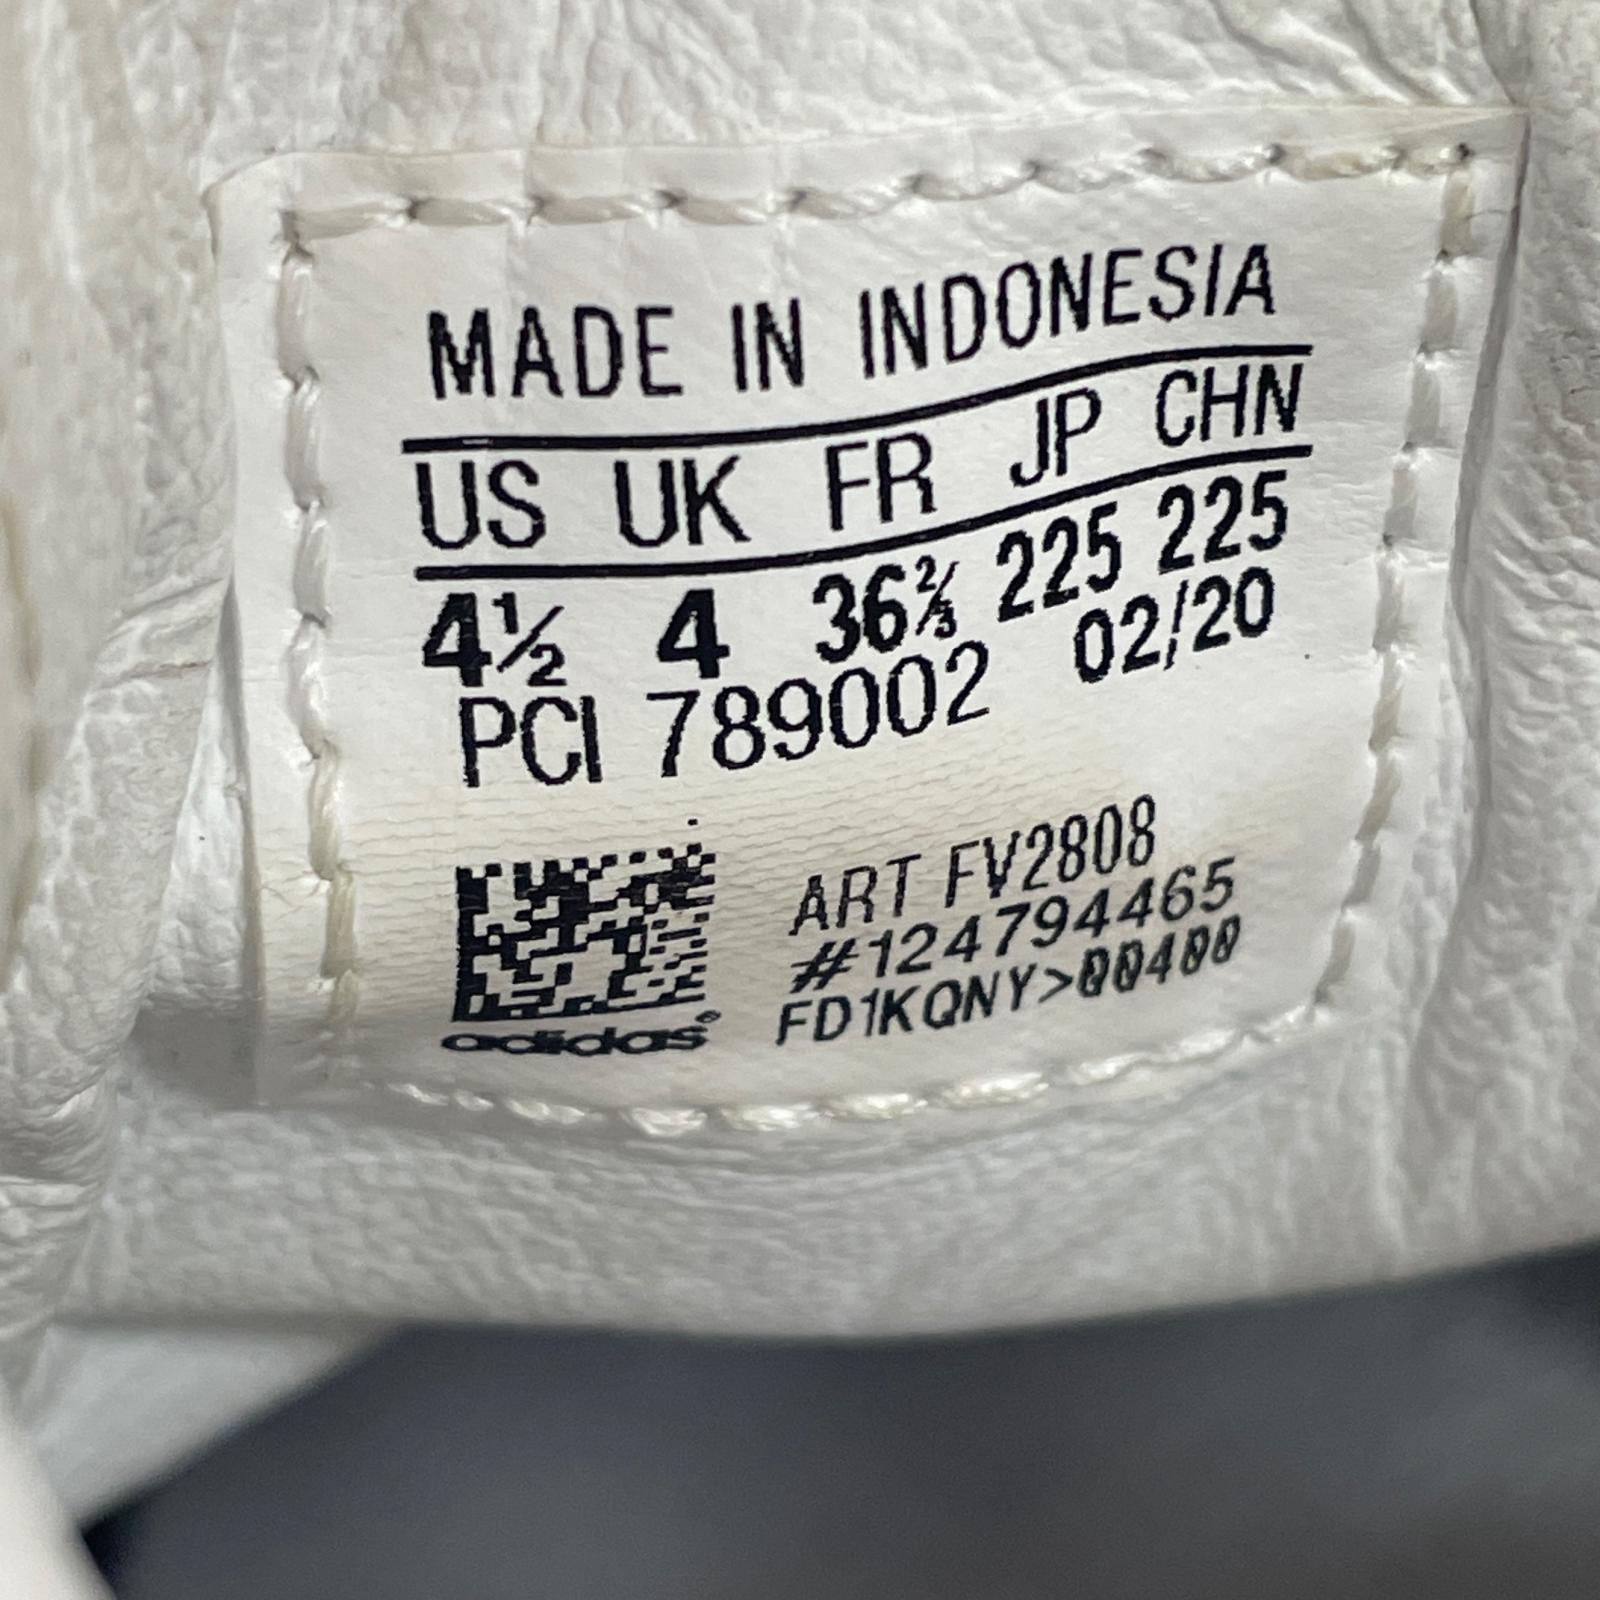 MADE IN INDONESIA
US UK FR JP CHN
4½ 4 36⅔ 225 225
PCI 789002 02/20
ART FV2808
#124794465
FD1KQNY>00400
adidas®